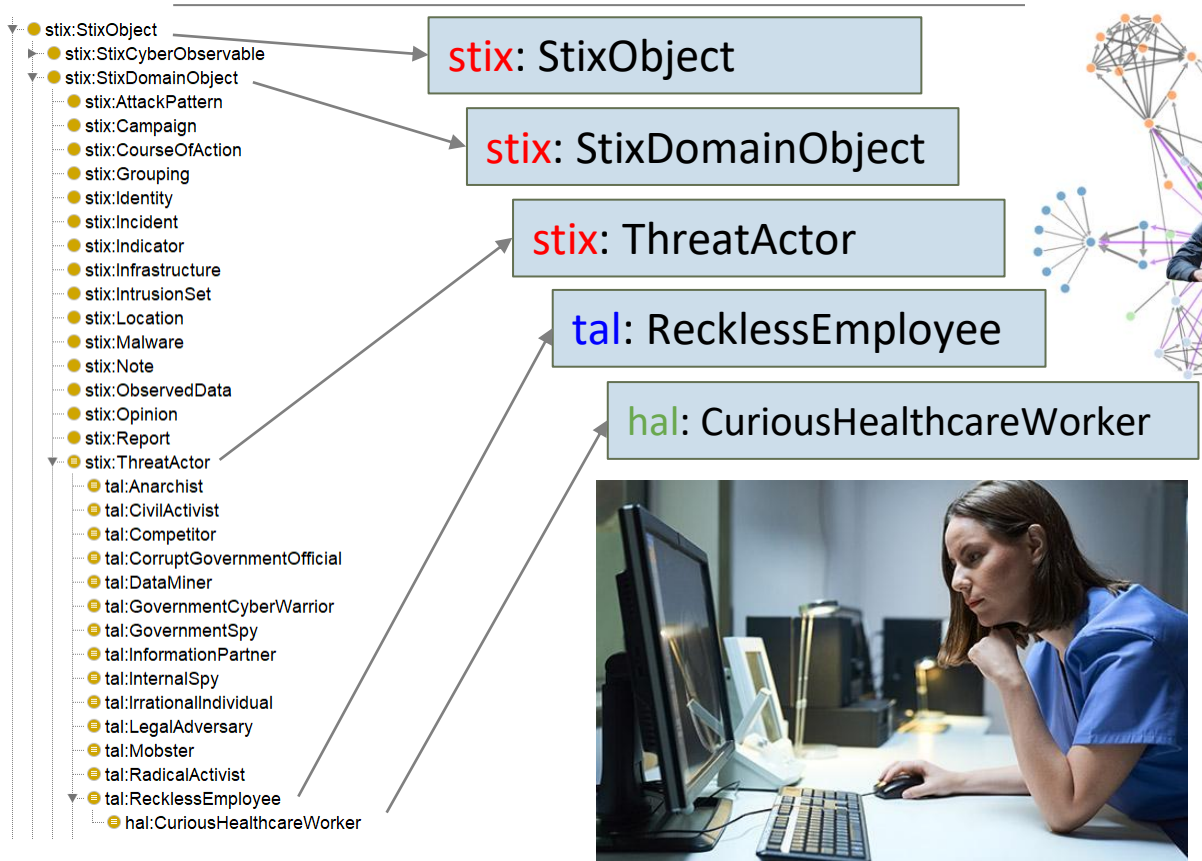 stix:StixObject
stix:StixCyberObservable
stix:StixDomainObject
stix:AttackPattern
stix:Campaign
stix:CourseOfAction
stix:Grouping
stix:Identity
stix:Incident
stix:Indicator
stix:Infrastructure
stix:IntrusionSet
stix:Location
stix:Malware
stix:Note
stix:ObservedData
stix:Opinion
stix:Report
stix:ThreatActor
tal:Anarchist
tal:CivilActivist
tal:Competitor
tal:CorruptGovernmentOfficial
tal:DataMiner
tal:GovernmentCyberWarrior
tal:GovernmentSpy
tal:InformationPartner
tal:InternalSpy
tal:IrrationalIndividual
tal:LegalAdversary
tal:Mobster
tal:RadicalActivist
tal:RecklessEmployee
hal:CuriousHealthcareWorker
stix: StixObject
stix: StixDomainObject
stix: ThreatActor
tal: RecklessEmployee
hal: CuriousHealthcareWorker